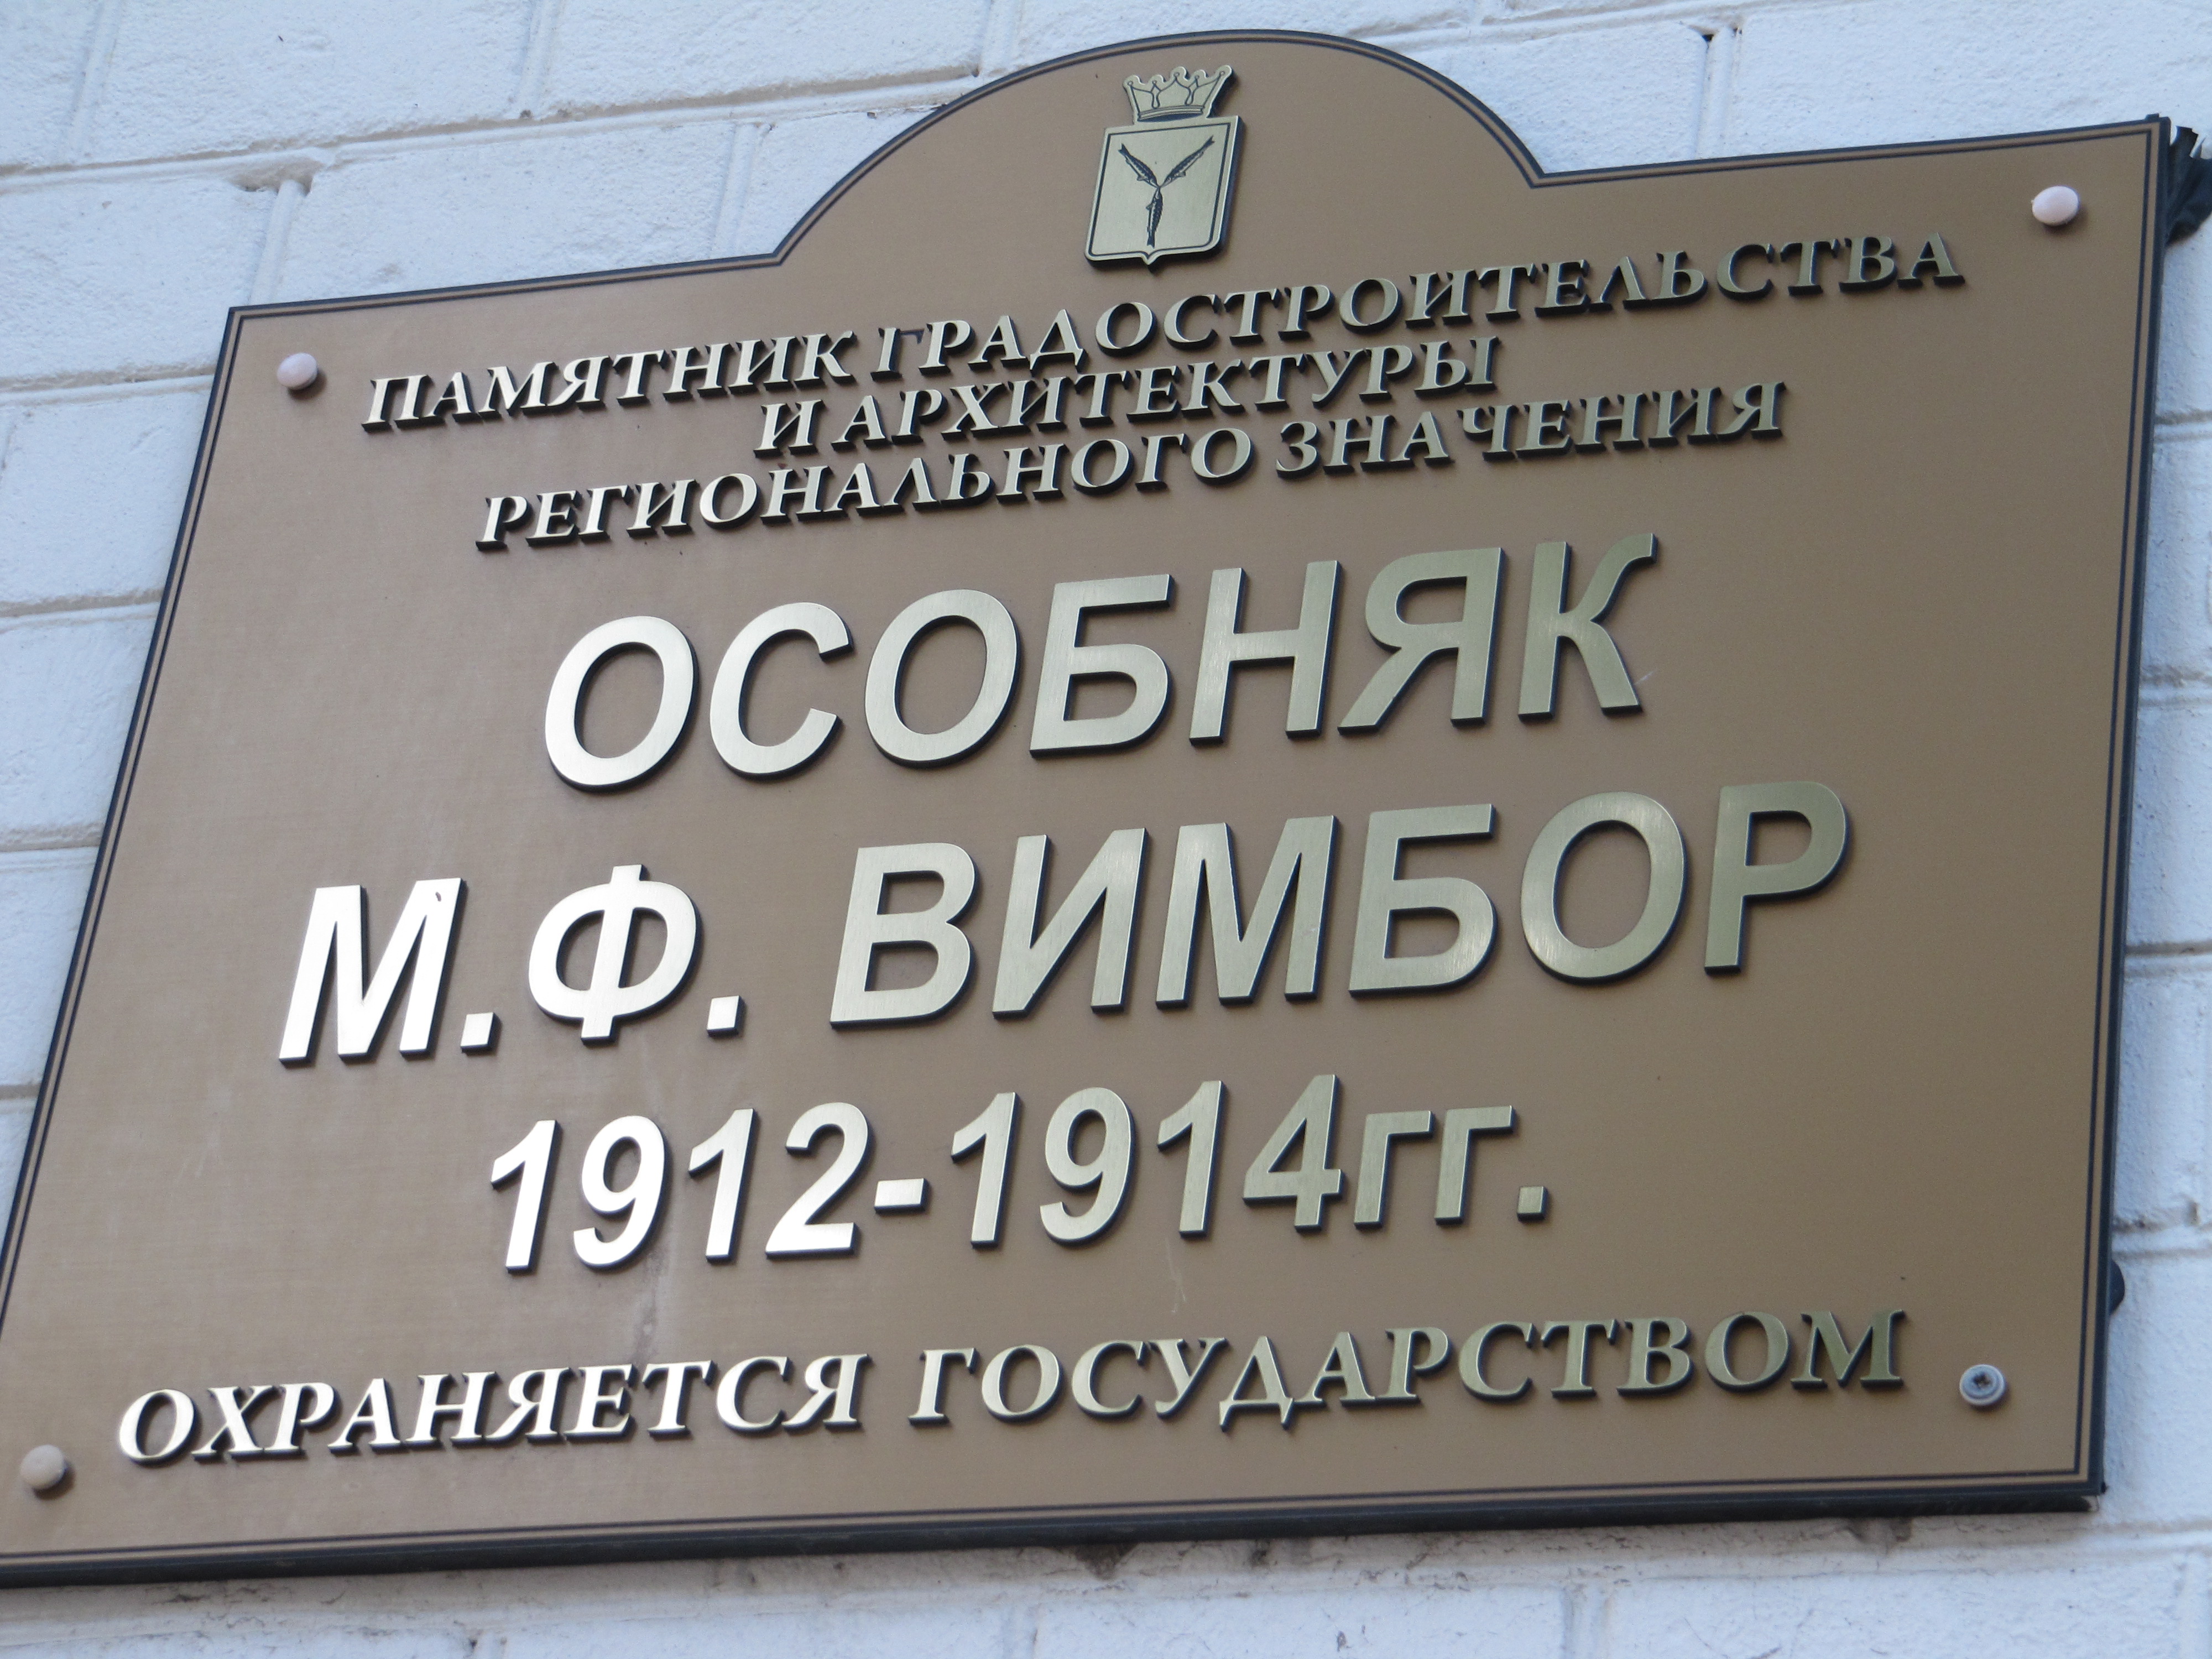 ПАМЯТНИК ГРАДОСТРОИТЕЛЬСТВА
И АРХИТЕКТУРЫ
РЕГИОНАЛЬНОГО ЗНАЧЕНИЯ
ОСОБНЯК
М.Ф. ВИМБОР
1912-1914гг.
ОХРАНЯЕТСЯ ГОСУДАРСТВОМ